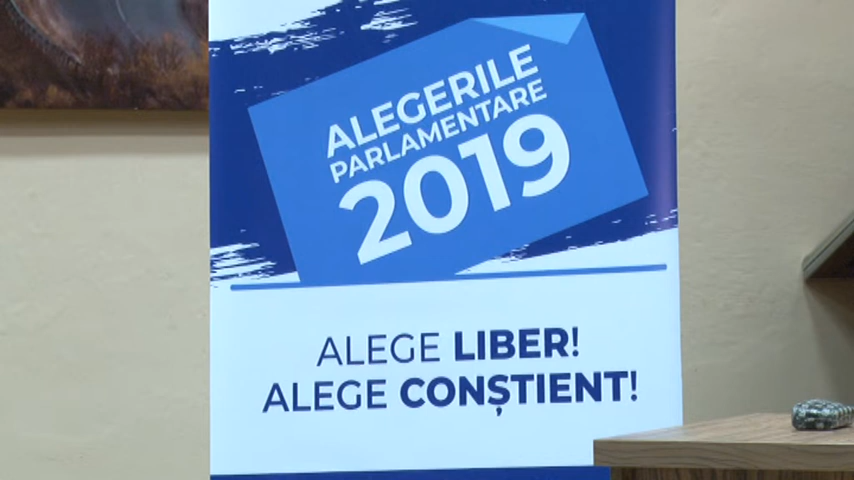 ALEGERILE
PARLAMENTARE
2019
ALEGE LIBER!
ALEGE CONȘTIENT!